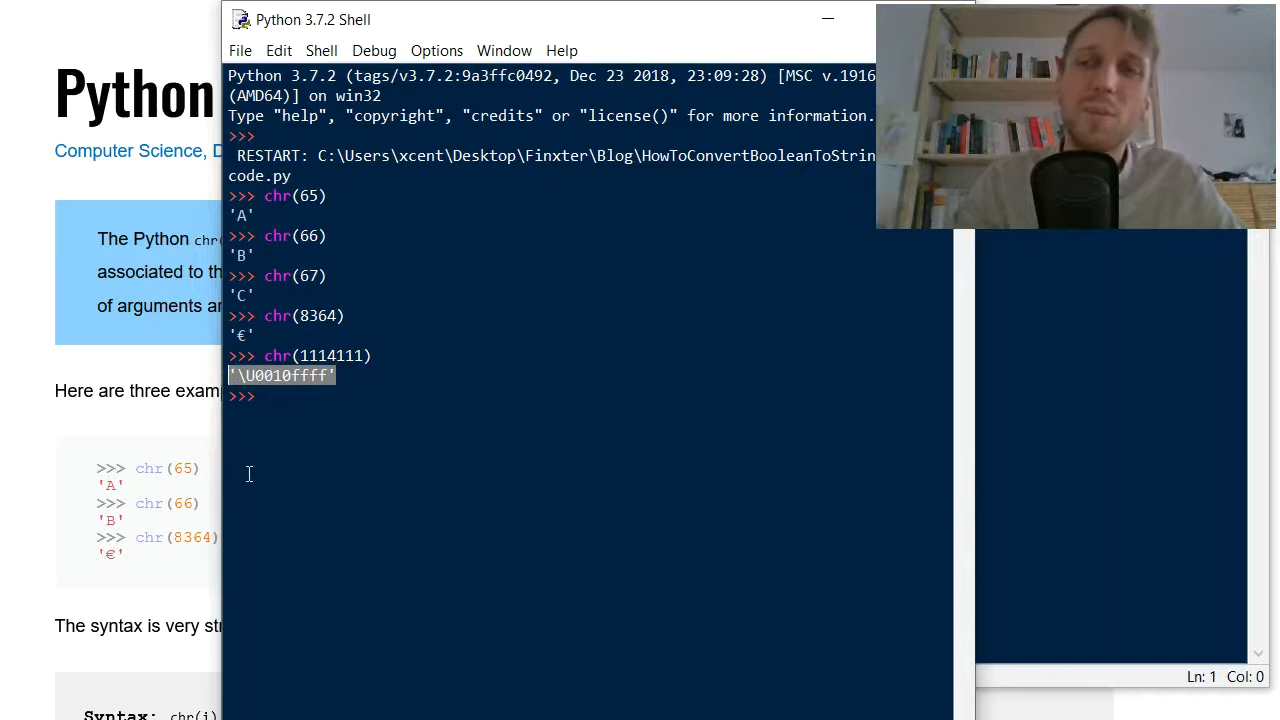 Python
Computer Science,
The Python chr(
associated to th
of arguments
Here are three exam
>>> chr(65)
'A'
>>> chr(66)
'B'
>>> chr(8364)
'€'
The syntax is very
Syntax: chr(i)
Python 3.7.2 Shell
File Edit Shell Debug Options Window Help
Python 3.7.2 (tags/v3.7.2:9a3ffc0492, Dec 23 2018, 23:09:28) [MSC v.1916
(AMD64)] on win32
Type "help", "copyright", "credits" or "license()" for more information.
>>>
RESTART: C:\Users\xcent\Desktop\Finxter\Blog\HowToConvertBooleanToStrin
code.py
>>> chr(65)
'A'
>>> chr(66)
'B'
>>> chr(67)
'C'
>>> chr(8364)
'€'
>>> chr(1114111)
'\U0010ffff'
>>>
Ln: 1 Col: 0